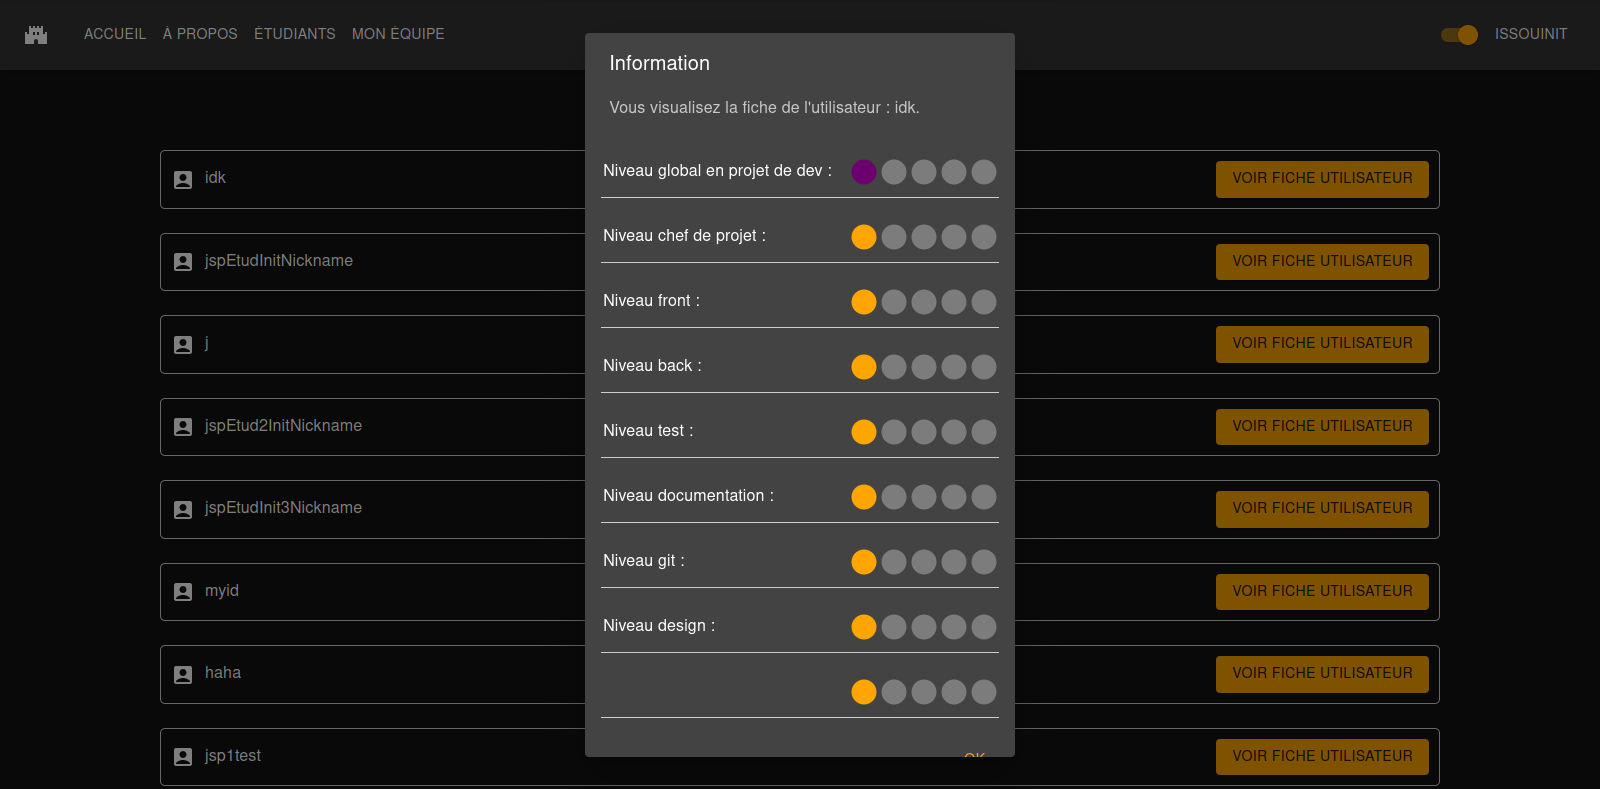 ACCUEIL À PROPOS ÉTUDIANTS MON ÉQUIPE ISSOUINIT
Information
Vous visualisez la fiche de l'utilisateur : idk.
Niveau global en projet de dev :
Niveau chef de projet :
Niveau front :
Niveau back :
Niveau test :
Niveau documentation :
Niveau git :
Niveau design :
OK
idk VOIR FICHE UTILISATEUR
jspEtudInitNickname VOIR FICHE UTILISATEUR
j VOIR FICHE UTILISATEUR
jspEtud2InitNickname VOIR FICHE UTILISATEUR
jspEtudInit3Nickname VOIR FICHE UTILISATEUR
myid VOIR FICHE UTILISATEUR
haha VOIR FICHE UTILISATEUR
jsp1test VOIR FICHE UTILISATEUR